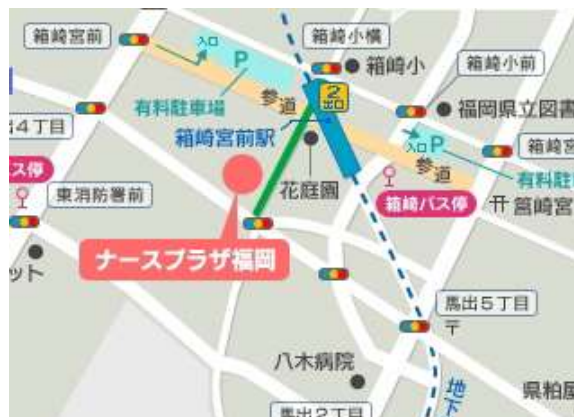 箱崎宮前
入口
P
箱崎小横
箱崎小
箱崎小前
有料駐車場
参道
2
出口
福岡県立図書
出4丁目
箱崎宮前駅
入口 P
箱崎宮
ス停
東消防署前
花庭園
参道
有料駐
箱崎バス停
筥崎宮
ナースプラザ福岡
ット
馬出5丁目
〒
八木病院
地下
県粕屋
馬出2丁目